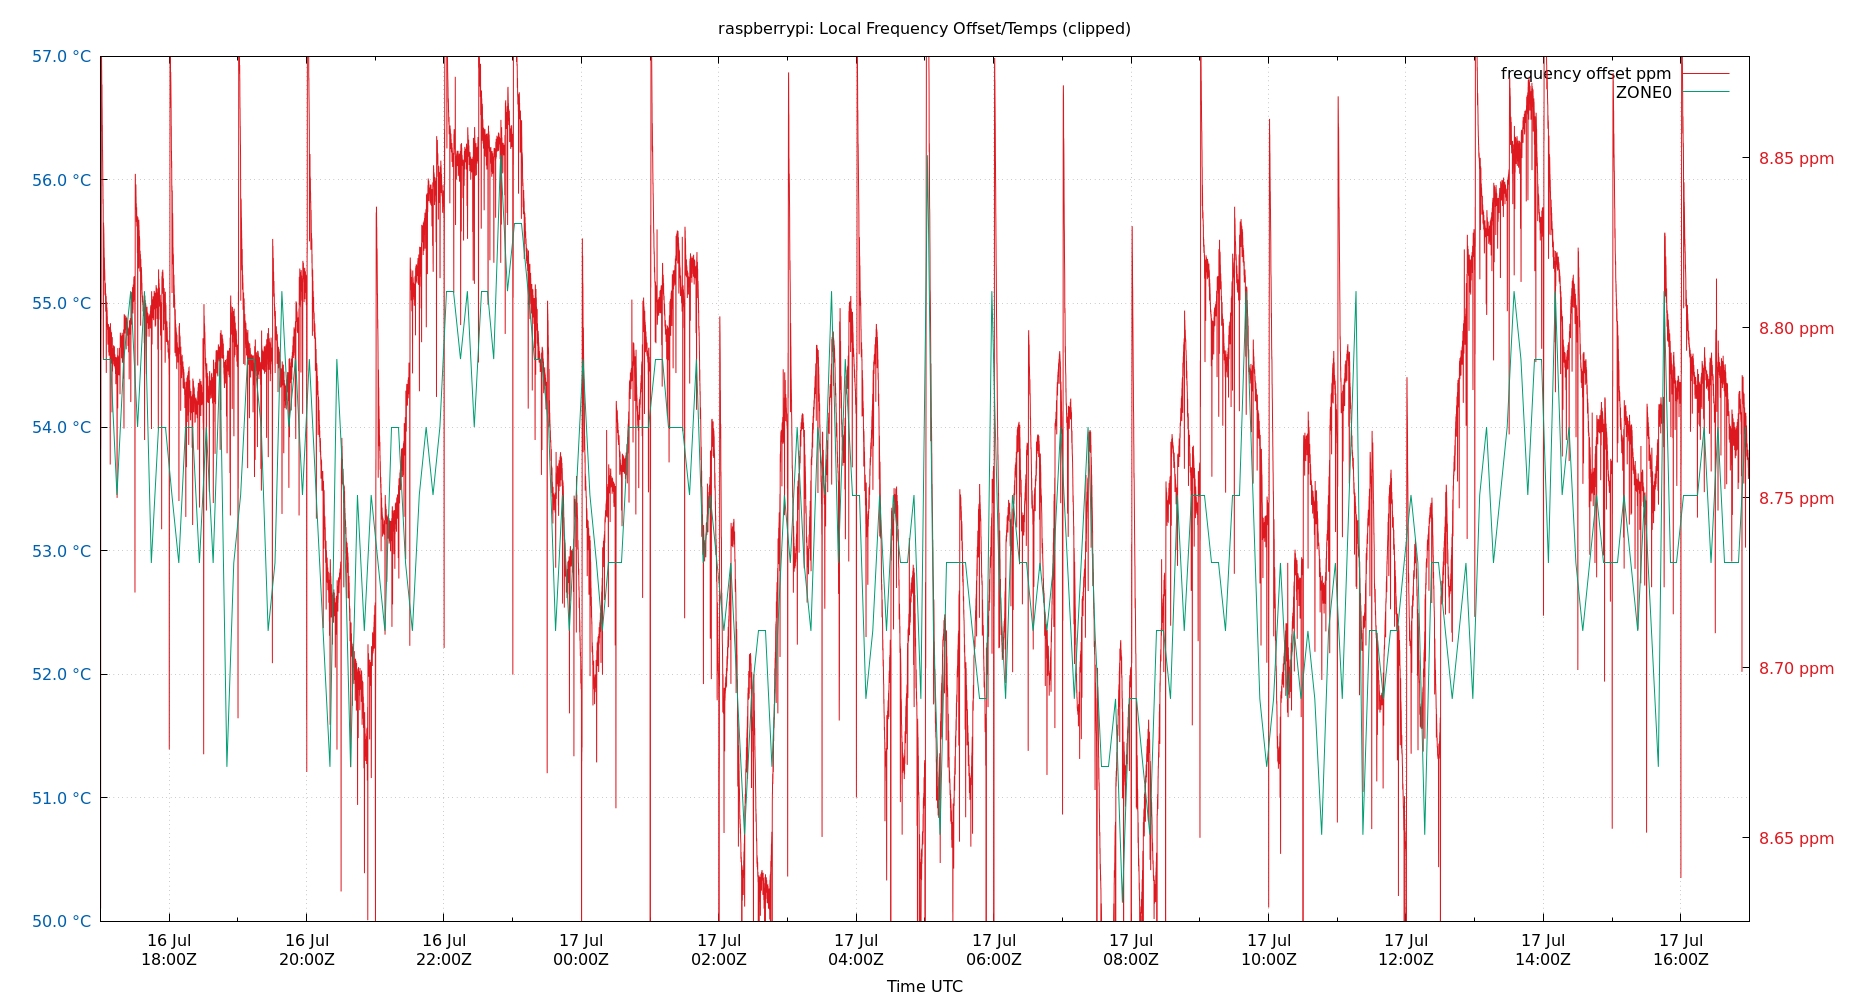 raspberrypi: Local Frequency Offset/Temps (clipped)
57.0 °C
56.0 °C
55.0 °C
54.0 °C
53.0 °C
52.0 °C
51.0 °C
50.0 °C
frequency offset ppm
ZONE0
8.85 ppm
8.80 ppm
8.75 ppm
8.70 ppm
8.65 ppm
16 Jul
18:00Z
16 Jul
20:00Z
16 Jul
22:00Z
17 Jul
00:00Z
17 Jul
02:00Z
17 Jul
04:00Z
17 Jul
06:00Z
17 Jul
08:00Z
17 Jul
10:00Z
17 Jul
12:00Z
17 Jul
14:00Z
17 Jul
16:00Z
Time UTC